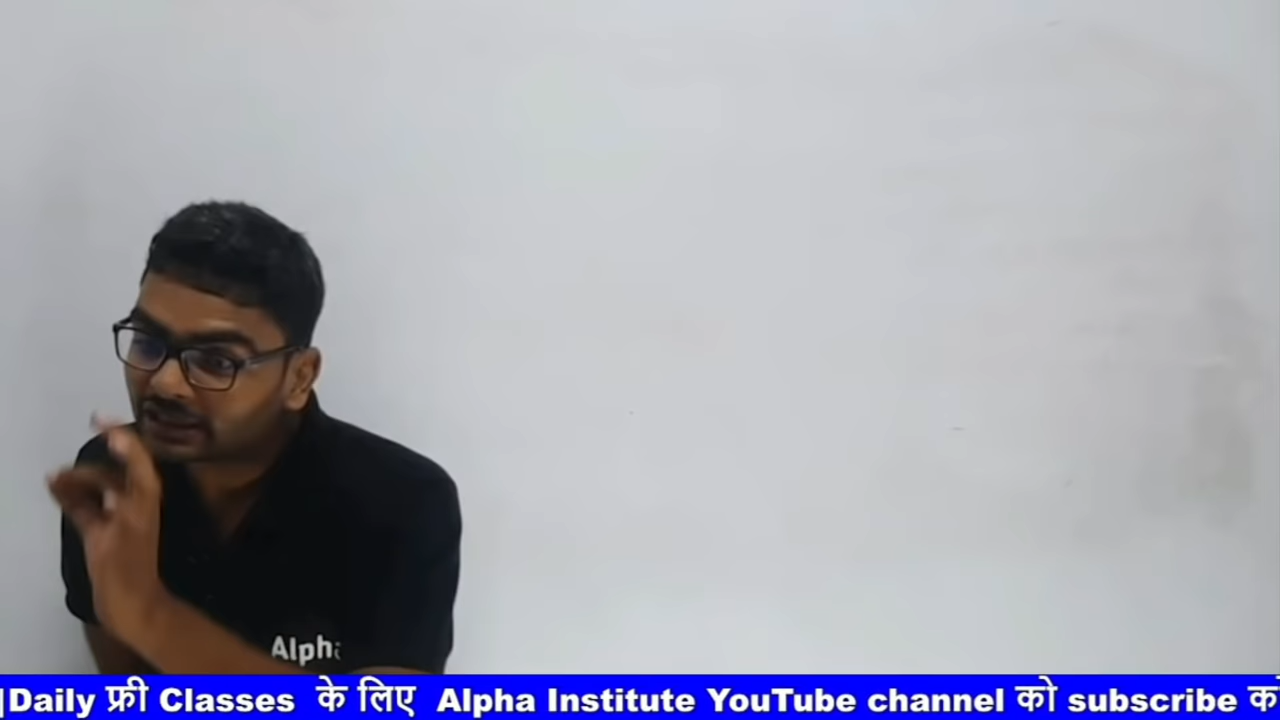 Alph
Daily फ्री Classes के लिए Alpha Institute YouTube channel को subscribe